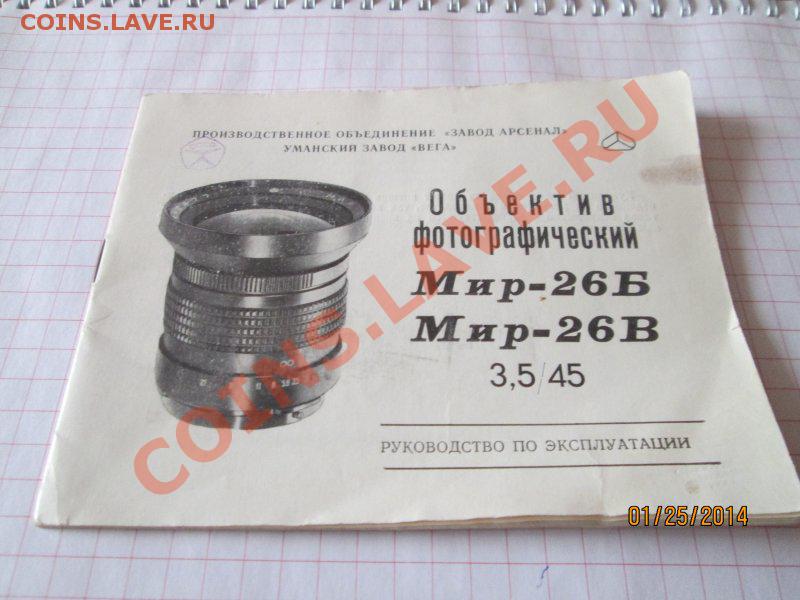 COINS.LAVE.RU
ПРОИЗВОДСТВЕННОЕ ОБЪЕДИНЕНИЕ «ЗАВОД АРСЕНАЛ»
УМАНСКИЙ ЗАВОД «ВЕГА»
Объектив
фотографический
Мир-26Б
Мир-26В
3,5/45
РУКОВОДСТВО ПО ЭКСПЛУАТАЦИИ
COINS.LAVE.RU
01/25/2014